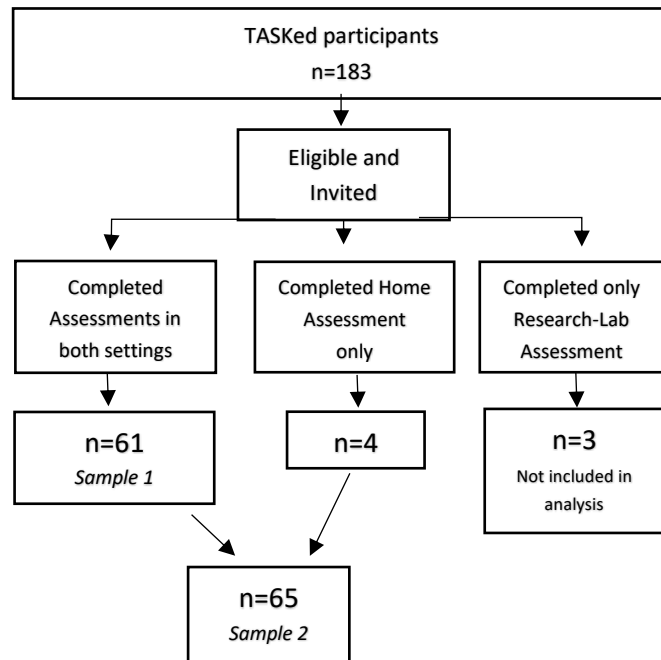 TASKed participants
n=183
Eligible and
Invited
Completed
Assessments in
both settings
Completed Home
Assessment
only
Completed only
Research-Lab
Assessment
n=61
Sample 1
n=4
n=3
Not included in
analysis
n=65
Sample 2